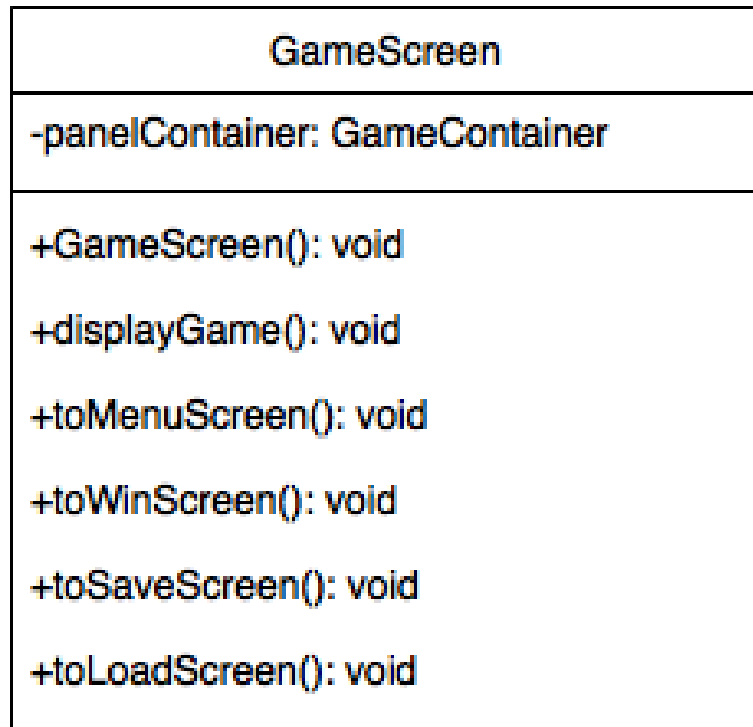 GameScreen
-panelContainer: GameContainer
+GameScreen(): void
+displayGame(): void
+toMenuScreen(): void
+toWinScreen(): void
+toSaveScreen(): void
+toLoadScreen(): void